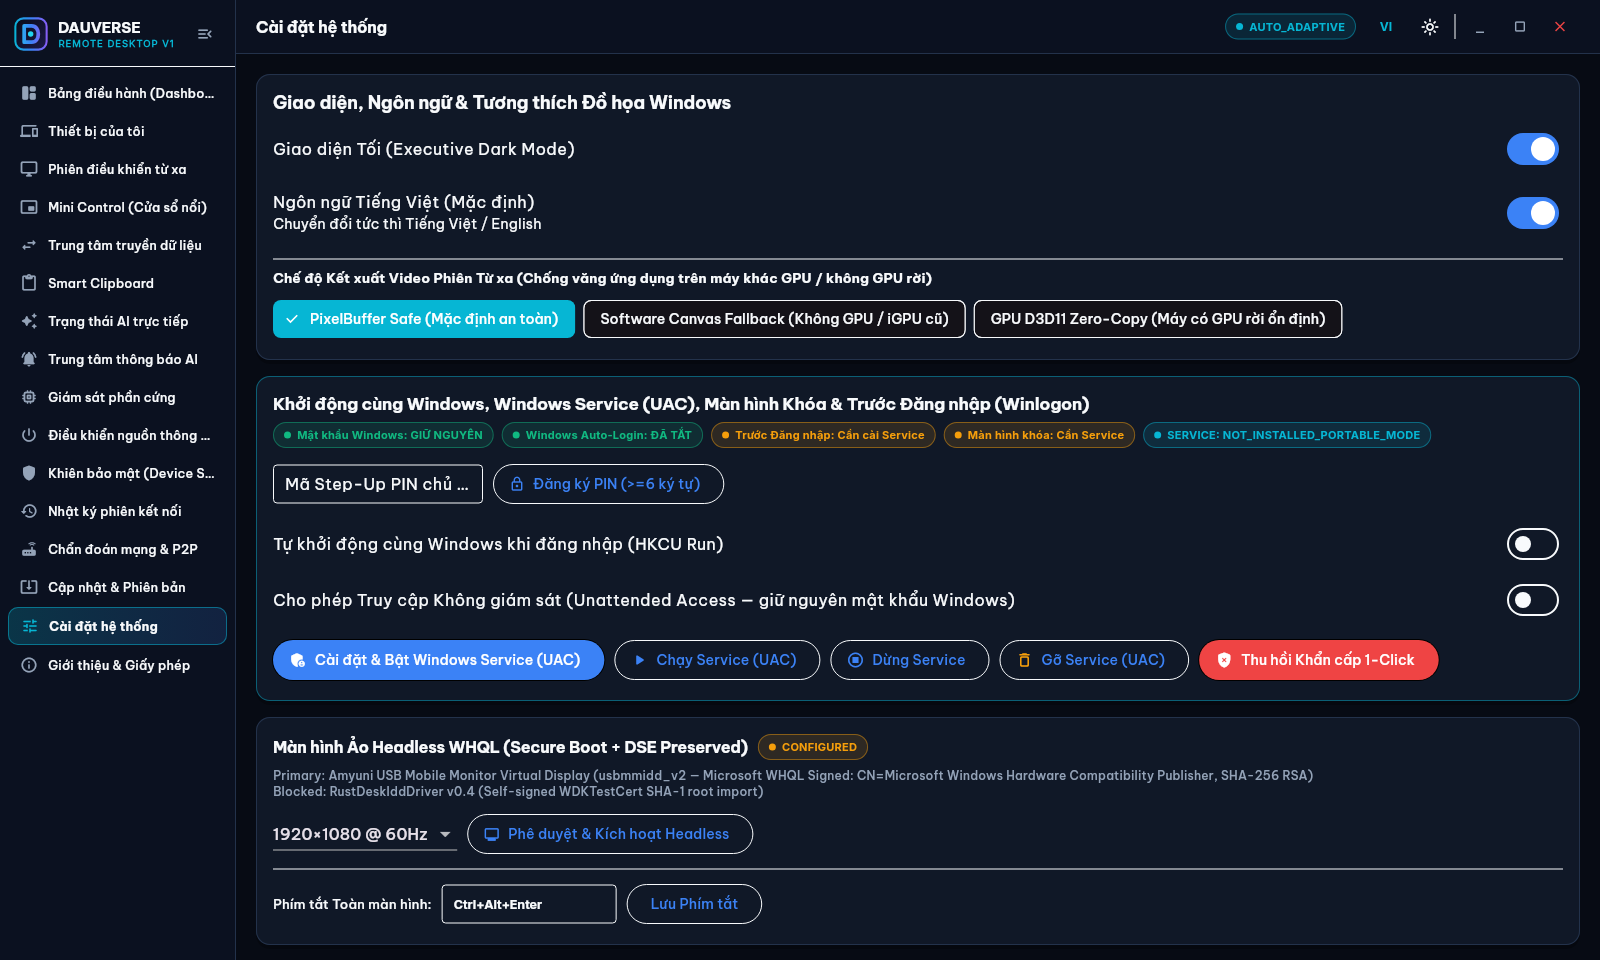 DAUVERSE
REMOTE DESKTOP V1
Cài đặt hệ thống
AUTO_ADAPTIVE
VI
Bảng điều hành (Dashbo...
Thiết bị của tôi
Phiên điều khiển từ xa
Mini Control (Cửa sổ nổi)
Trung tâm truyền dữ liệu
Smart Clipboard
Trạng thái AI trực tiếp
Trung tâm thông báo AI
Giám sát phần cứng
Điều khiển nguồn thông ...
Khiên bảo mật (Device S...
Nhật ký phiên kết nối
Chẩn đoán mạng & P2P
Cập nhật & Phiên bản
Cài đặt hệ thống
Giới thiệu & Giấy phép
Giao diện, Ngôn ngữ & Tương thích Đồ họa Windows
Giao diện Tối (Executive Dark Mode)
Ngôn ngữ Tiếng Việt (Mặc định)
Chuyển đổi tức thì Tiếng Việt / English
Chế độ Kết xuất Video Phiên Từ xa (Chống văng ứng dụng trên máy khác GPU / không GPU rời)
PixelBuffer Safe (Mặc định an toàn)
Software Canvas Fallback (Không GPU / iGPU cũ)
GPU D3D11 Zero-Copy (Máy có GPU rời ổn định)
Khởi động cùng Windows, Windows Service (UAC), Màn hình Khóa & Trước Đăng nhập (Winlogon)
Mật khẩu Windows: GIỮ NGUYÊN
Windows Auto-Login: ĐÃ TẮT
Trước Đăng nhập: Cần cài Service
Màn hình khóa: Cần Service
SERVICE: NOT_INSTALLED_PORTABLE_MODE
Mã Step-Up PIN chủ ...
Đăng ký PIN (>=6 ký tự)
Tự khởi động cùng Windows khi đăng nhập (HKCU Run)
Cho phép Truy cập Không giám sát (Unattended Access — giữ nguyên mật khẩu Windows)
Cài đặt & Bật Windows Service (UAC)
Chạy Service (UAC)
Dừng Service
Gỡ Service (UAC)
Thu hồi Khẩn cấp 1-Click
Màn hình Ảo Headless WHQL (Secure Boot + DSE Preserved)
CONFIGURED
Primary: Amyuni USB Mobile Monitor Virtual Display (usbmmidd_v2 — Microsoft WHQL Signed: CN=Microsoft Windows Hardware Compatibility Publisher, SHA-256 RSA)
Blocked: RustDeskIddDriver v0.4 (Self-signed WDKTestCert SHA-1 root import)
1920×1080 @ 60Hz
Phê duyệt & Kích hoạt Headless
Phím tắt Toàn màn hình:
Ctrl+Alt+Enter
Lưu Phím tắt